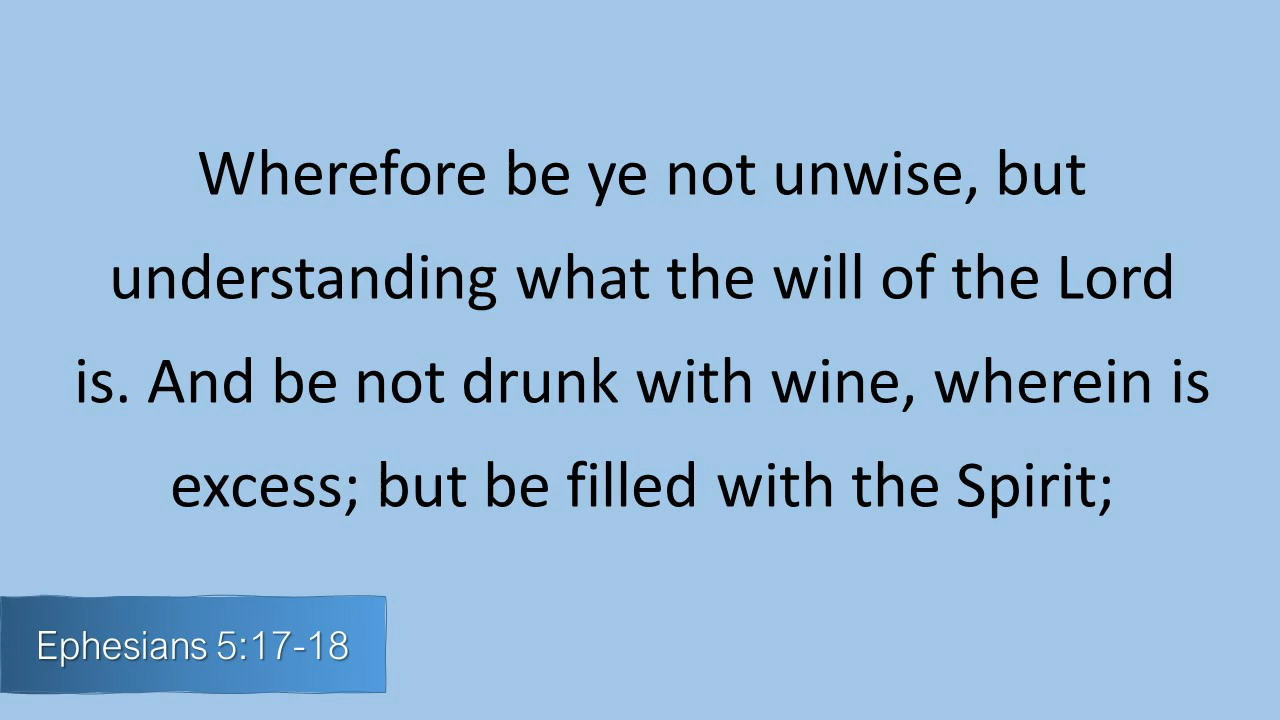 Wherefore be ye not unwise, but
understanding what the will of the Lord
is. And be not drunk with wine, wherein is
excess; but be filled with the Spirit;
Ephesians 5:17-18